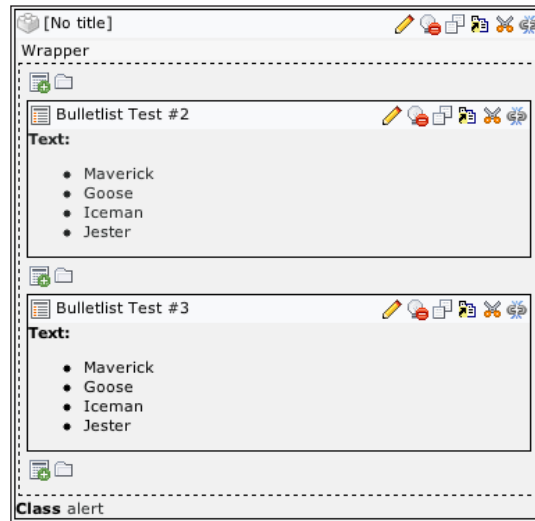 [No title]
Wrapper
Bulletlist Test #2
Text:
Maverick
Goose
Iceman
Jester
Bulletlist Test #3
Text:
Maverick
Goose
Iceman
Jester
Class alert